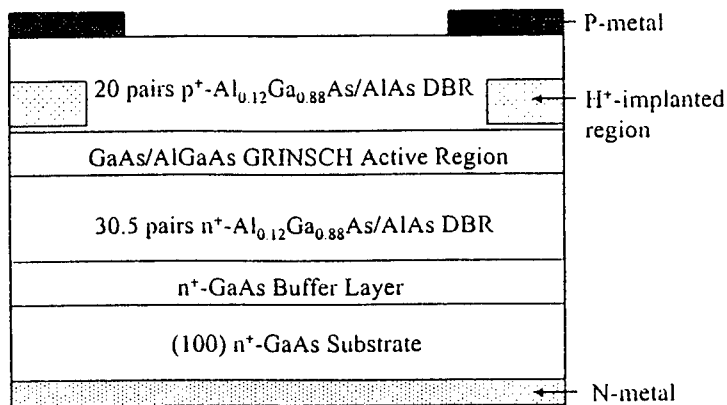 P-metal
20 pairs p⁺-Al₀.₁₂Ga₀.₈₈As/AlAs DBR
H⁺-implanted
region
GaAs/AlGaAs GRINSCH Active Region
30.5 pairs n⁺-Al₀.₁₂Ga₀.₈₈As/AlAs DBR
n⁺-GaAs Buffer Layer
(100) n⁺-GaAs Substrate
N-metal